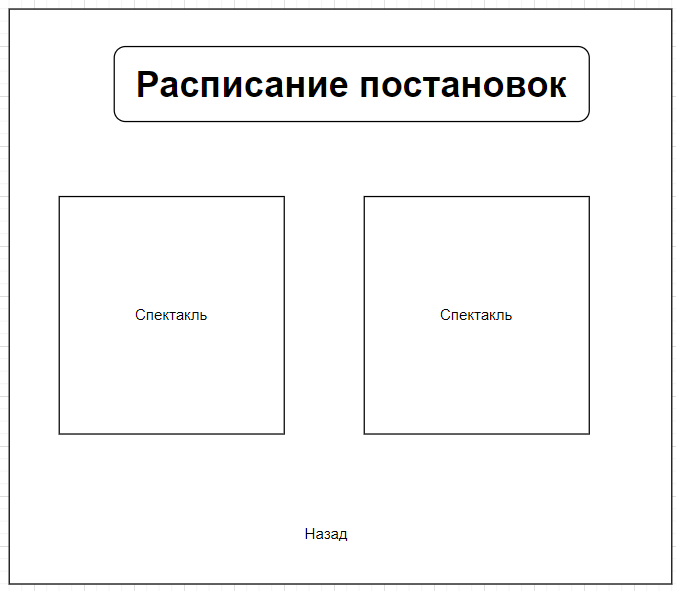 Расписание постановок
Спектакль
Спектакль
Назад